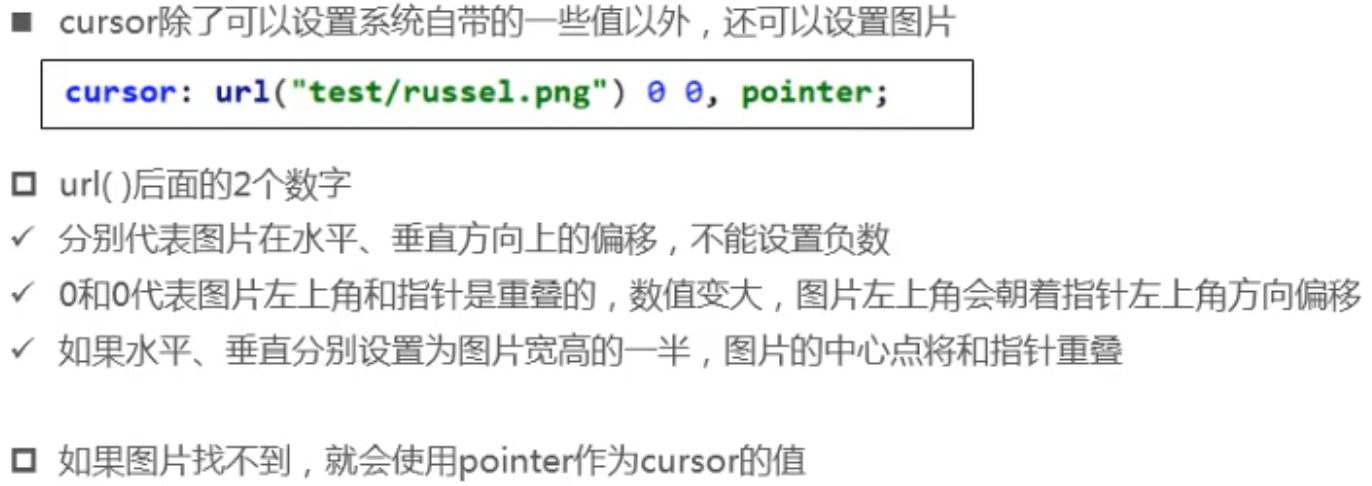 cursor除了可以设置系统自带的一些值以外，还可以设置图片
cursor: url("test/russel.png") 0 0, pointer;
url( )后面的2个数字
分别代表图片在水平、垂直方向上的偏移，不能设置负数
0和0代表图片左上角和指针是重叠的，数值变大，图片左上角会朝着指针左上角方向偏移
如果水平、垂直分别设置为图片宽高的一半，图片的中心点将和指针重叠
如果图片找不到，就会使用pointer作为cursor的值